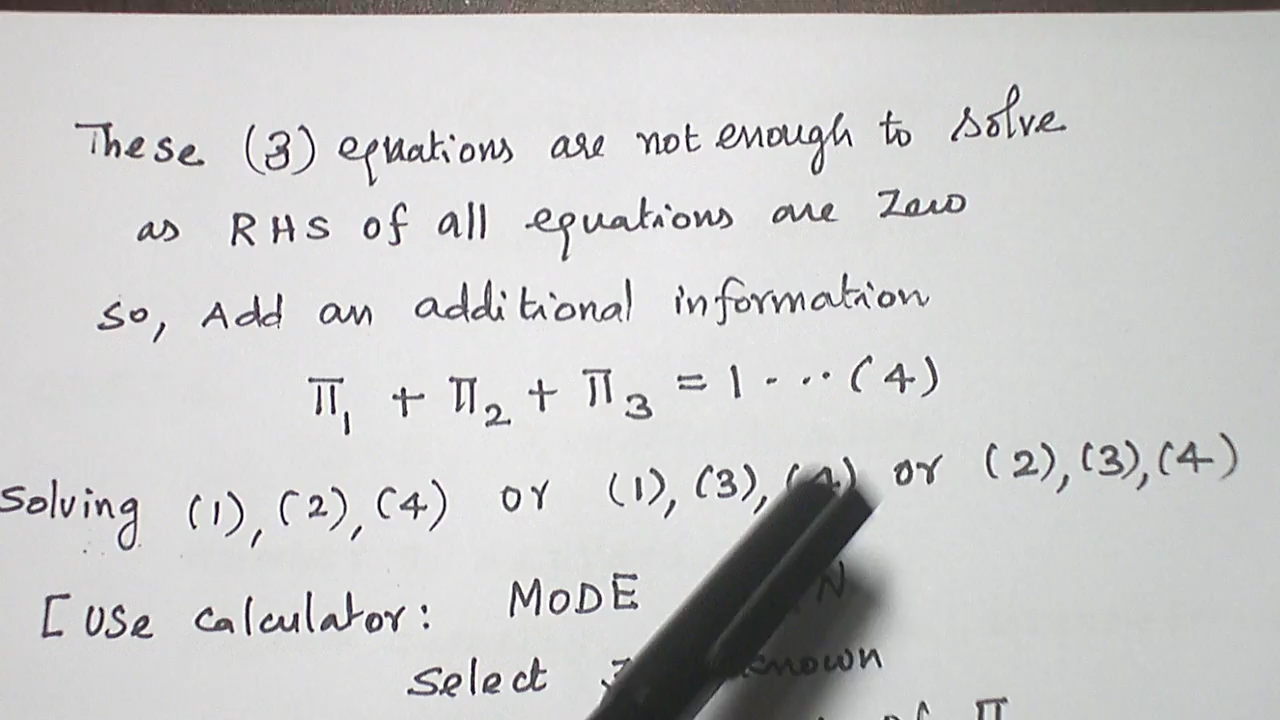 These (3) equations are not enough to solve
as RHS of all equations are zero
so, Add an additional information
π₁ + π₂ + π₃ = 1 ... (4)
Solving (1), (2), (4) or (1), (3), (4) or (2), (3), (4)
[Use calculator: MODE
Select
of π